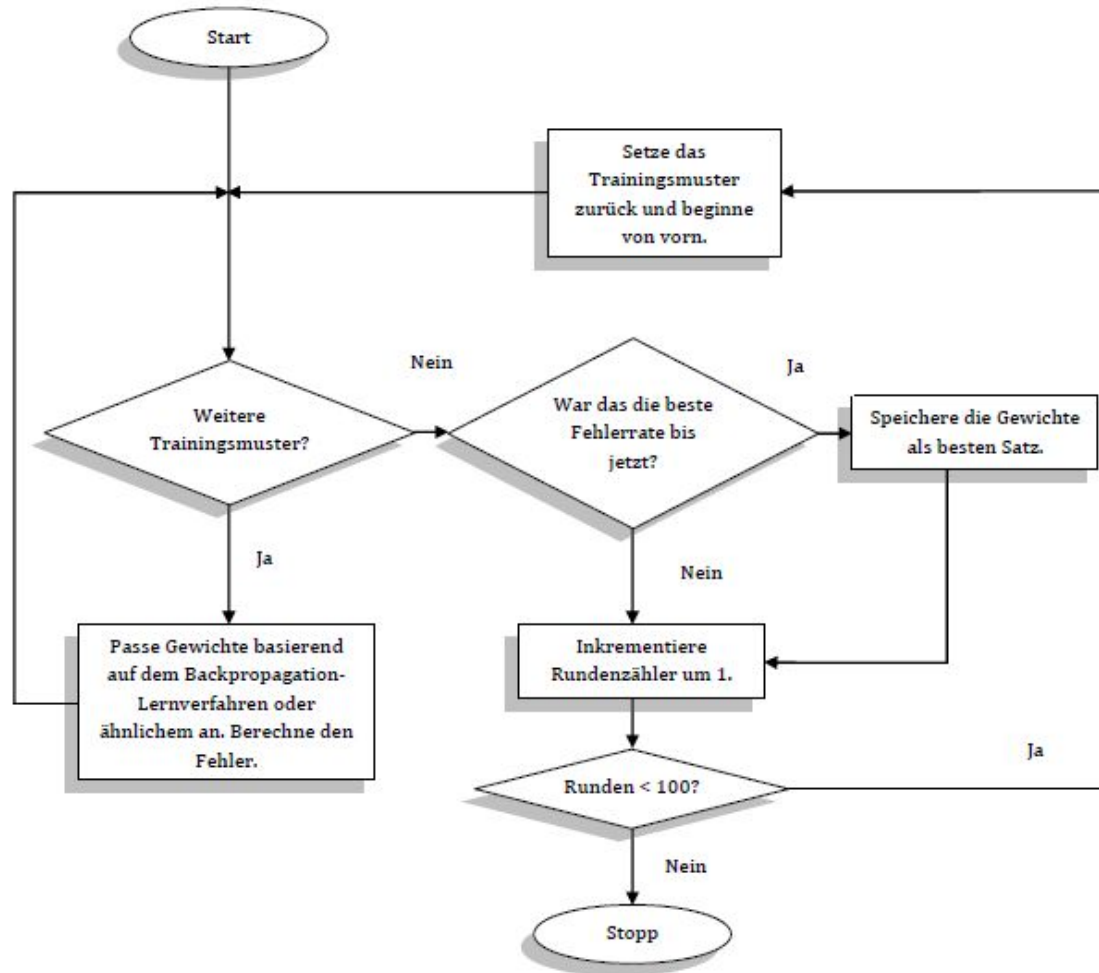 Start
Setze das
Trainingsmuster
zurück und beginne
von vorn.
Weitere
Trainingsmuster?
Nein
War das die beste
Fehlerrate bis
jetzt?
Ja
Speichere die Gewichte
als besten Satz.
Ja
Nein
Passe Gewichte basierend
auf dem Backpropagation-
Lernverfahren oder
ähnlichem an. Berechne den
Fehler.
Inkrementiere
Rundenzähler um 1.
Runden < 100?
Ja
Nein
Stopp